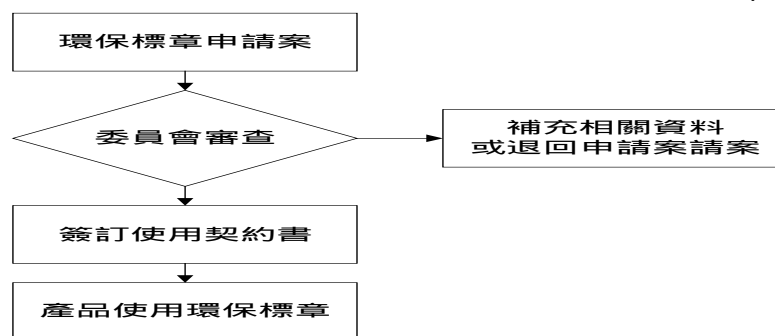 環保標章申請案
委員會審查
補充相關資料
或退回申請案請案
簽訂使用契約書
產品使用環保標章